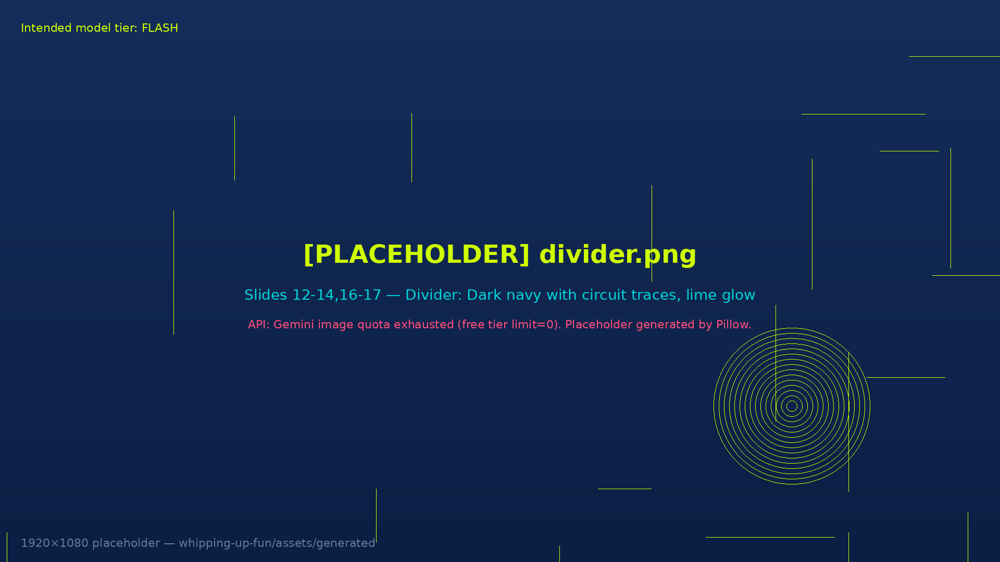 Intended model tier: FLASH
[PLACEHOLDER] divider.png
Slides 12-14,16-17 — Divider: Dark navy with circuit traces, lime glow
API: Gemini image quota exhausted (free tier limit=0). Placeholder generated by Pillow.
1920×1080 placeholder — whipping-up-fun/assets/generated